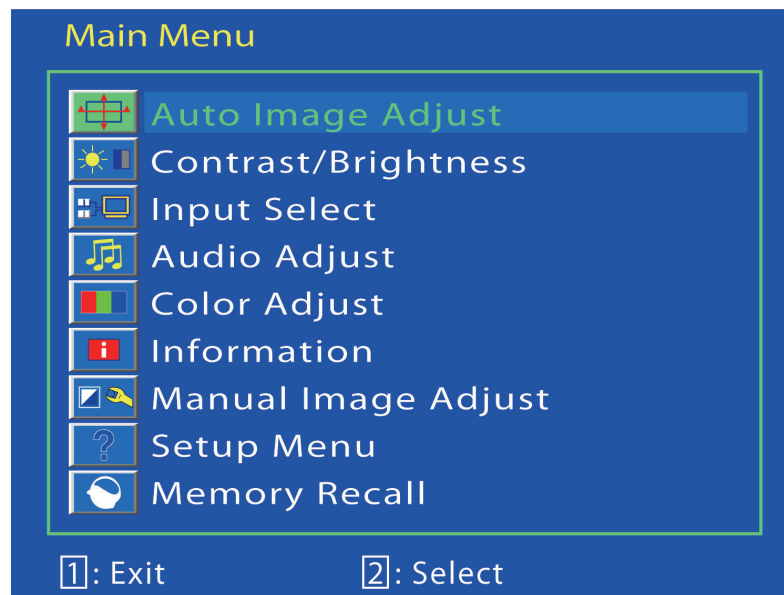 Main Menu
Auto Image Adjust
Contrast/Brightness
Input Select
Audio Adjust
Color Adjust
i Information
Manual Image Adjust
? Setup Menu
Memory Recall
1: Exit 2: Select